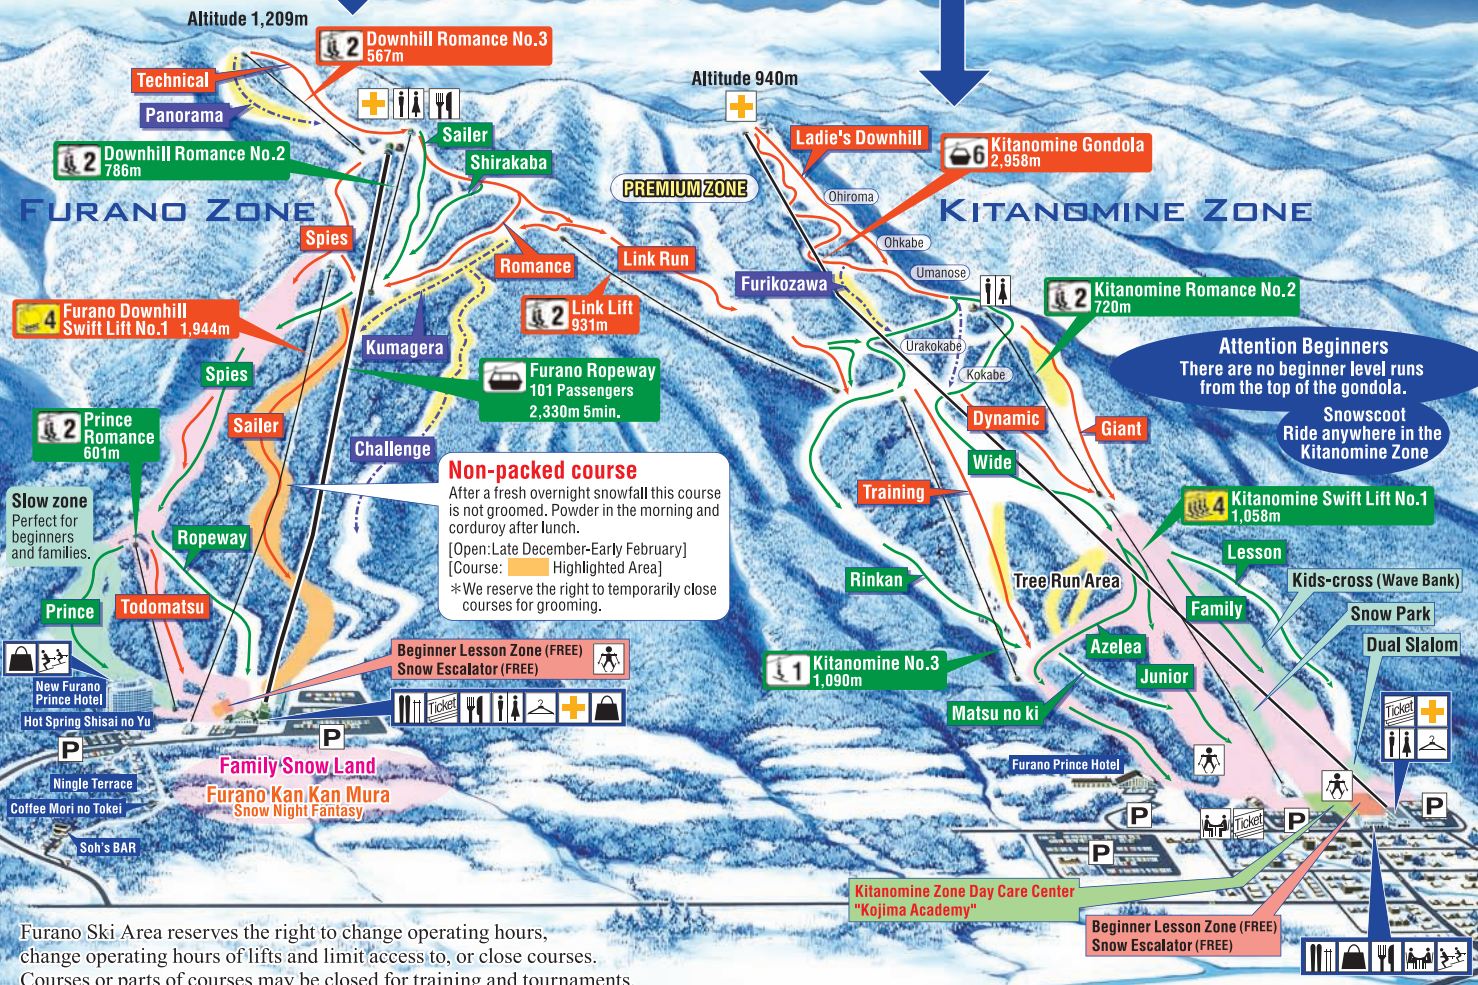 Altitude 1,209m
2 Downhill Romance No.3
567m
Technical
Panorama
2 Downhill Romance No.2
786m
Sailer
Shirakaba
FURANO ZONE
Spies
Romance
Link Run
4 Furano Downhill
Swift Lift No.1 1,944m
2 Link Lift
931m
Kumagera
Spies
Furano Ropeway
101 Passengers
2,330m 5min.
2 Prince
Romance
601m
Sailer
Challenge
Slow zone
Perfect for
beginners
and families.
Ropeway
Non-packed course
After a fresh overnight snowfall this course
is not groomed. Powder in the morning and
corduroy after lunch.
[Open:Late December-Early February]
[Course: Highlighted Area]
*We reserve the right to temporarily close
courses for grooming.
Prince
Todomatsu
Beginner Lesson Zone (FREE)
Snow Escalator (FREE)
New Furano
Prince Hotel
Hot Spring Shisai no Yu
Ticket
P
P
Family Snow Land
Furano Kan Kan Mura
Snow Night Fantasy
Ningle Terrace
Coffee Mori no Tokei
Soh's BAR
Altitude 940m
Ladie's Downhill
6 Kitanomine Gondola
2,958m
PREMIUM ZONE
Ohiroma
KITANOMINE ZONE
Ohkabe
Umanose
Furikozawa
2 Kitanomine Romance No.2
720m
Urakokabe
Kokabe
Attention Beginners
There are no beginner level runs
from the top of the gondola.
Snowscoot
Ride anywhere in the
Kitanomine Zone
Dynamic
Giant
Wide
Training
4 Kitanomine Swift Lift No.1
1,058m
Lesson
Rinkan
Tree Run Area
Kids-cross (Wave Bank)
Family
Snow Park
Azelea
Dual Slalom
1 Kitanomine No.3
1,090m
Junior
Matsu no ki
Ticket
Furano Prince Hotel
P
Ticket
P
P
P
Kitanomine Zone Day Care Center
"Kojima Academy"
Beginner Lesson Zone (FREE)
Snow Escalator (FREE)
Furano Ski Area reserves the right to change operating hours,
change operating hours of lifts and limit access to, or close courses.
Courses or parts of courses may be closed for training and tournaments.